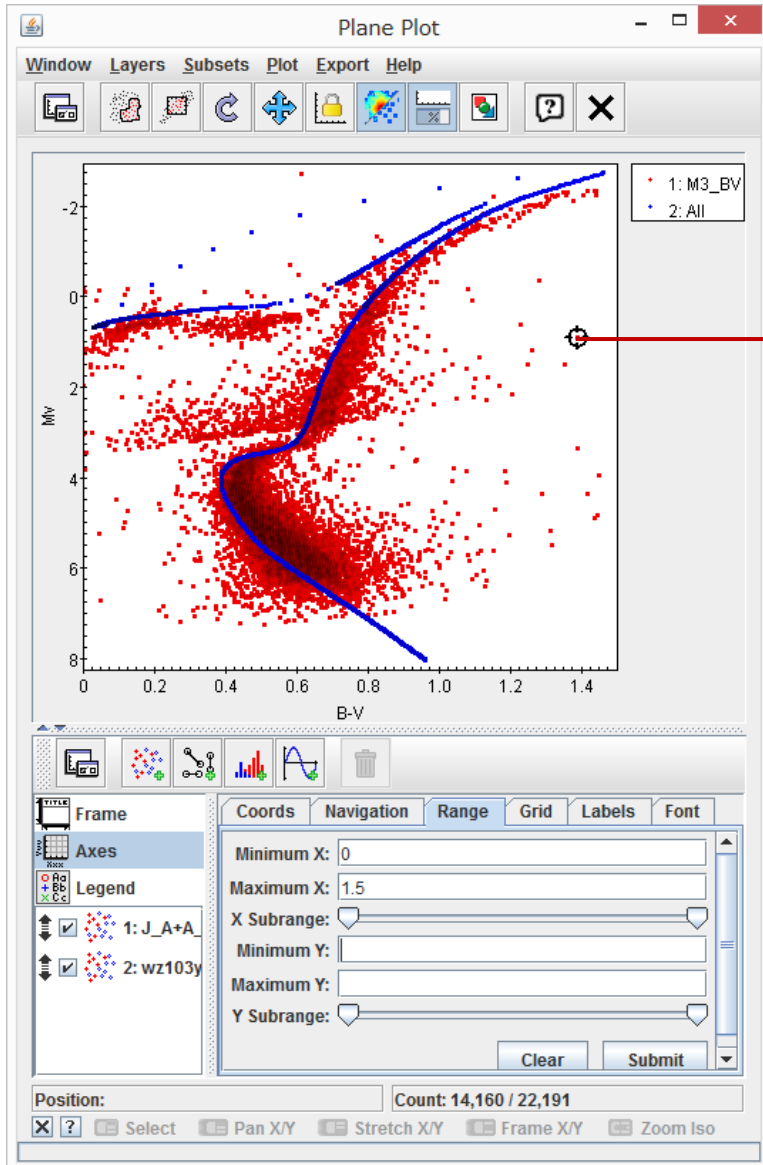 Plane Plot
Window Layers Subsets Plot Export Help
1: M3_BV
2: All
-2
0
2
4
6
8
Mv
0 0.2 0.4 0.6 0.8 1.0 1.2 1.4
B-V
Frame
Axes
Legend
1: J_A+A_
2: wz103y
Coords Navigation Range Grid Labels Font
Minimum X: 0
Maximum X: 1.5
X Subrange:
Minimum Y:
Maximum Y:
Y Subrange:
Clear Submit
Position: Count: 14,160 / 22,191
Select Pan X/Y Stretch X/Y Frame X/Y Zoom Iso